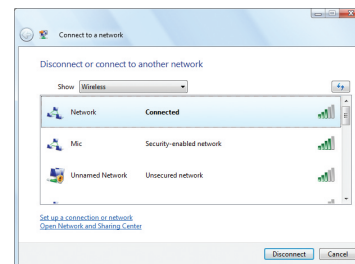 Connect to a network
Disconnect or connect to another network
Show Wireless
Network Connected
Mic Security-enabled network
Unnamed Network Unsecured network
Set up a connection or network
Open Network and Sharing Center
Disconnect Cancel